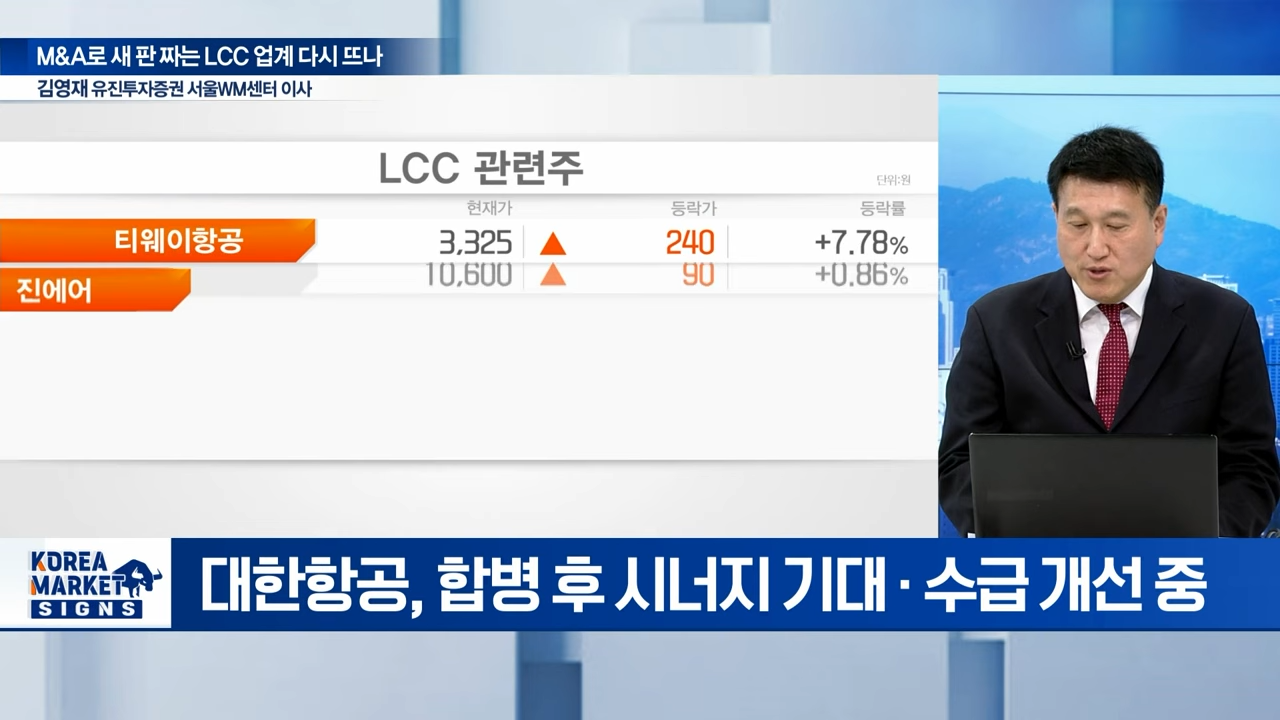 M&A로 새 판 짜는 LCC 업계 다시 뜨나
김영재 유진투자증권 서울WM센터 이사
LCC 관련주
단위:원
현재가 등락가 등락률
티웨이항공 3,325 ▲ 240 +7.78%
진에어 10,600 ▲ 90 +0.86%
KOREA
MARKET
SIGNS
대한항공, 합병 후 시너지 기대·수급 개선 중